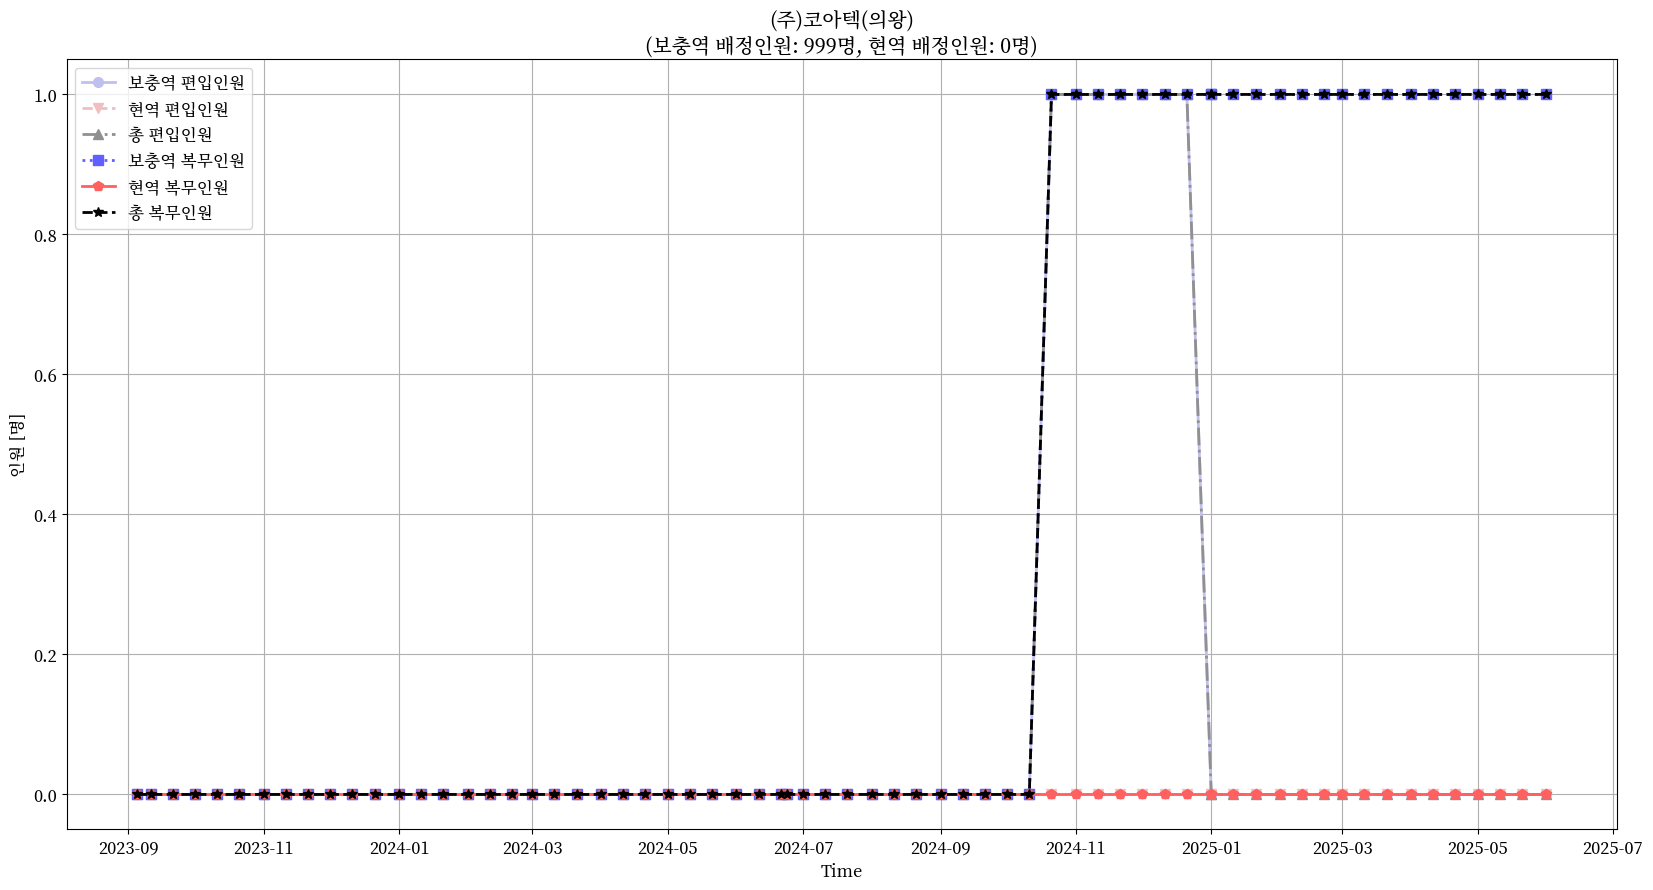 (주)코아텍(의왕)
(보충역 배정인원: 999명, 현역 배정인원: 0명)
보충역 편입인원
현역 편입인원
총 편입인원
보충역 복무인원
현역 복무인원
총 복무인원
1.0
0.8
0.6
0.4
0.2
0.0
인원 [명]
2023-09 2023-11 2024-01 2024-03 2024-05 2024-07 2024-09 2024-11 2025-01 2025-03 2025-05 2025-07
Time